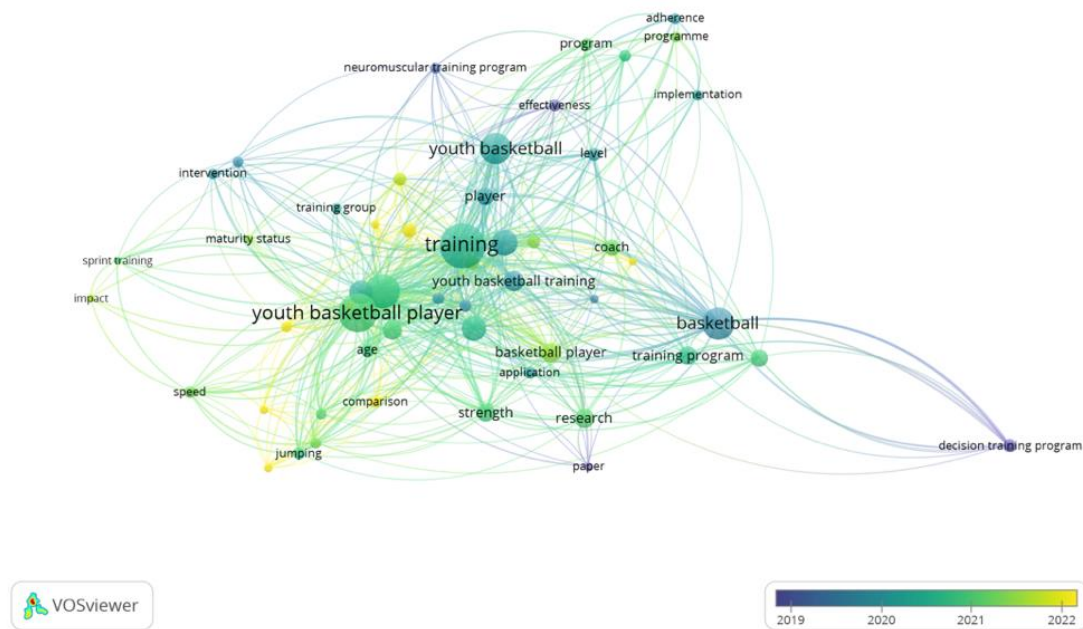 adherence
programme
program
neuromuscular training program
implementation
effectiveness
youth basketball
level
intervention
player
training group
maturity status
training
coach
sprint training
youth basketball training
impact
youth basketball player
basketball
age
basketball player
training program
application
speed
comparison
strength
research
decision training program
jumping
paper
VOSviewer
2019
2020
2021
2022